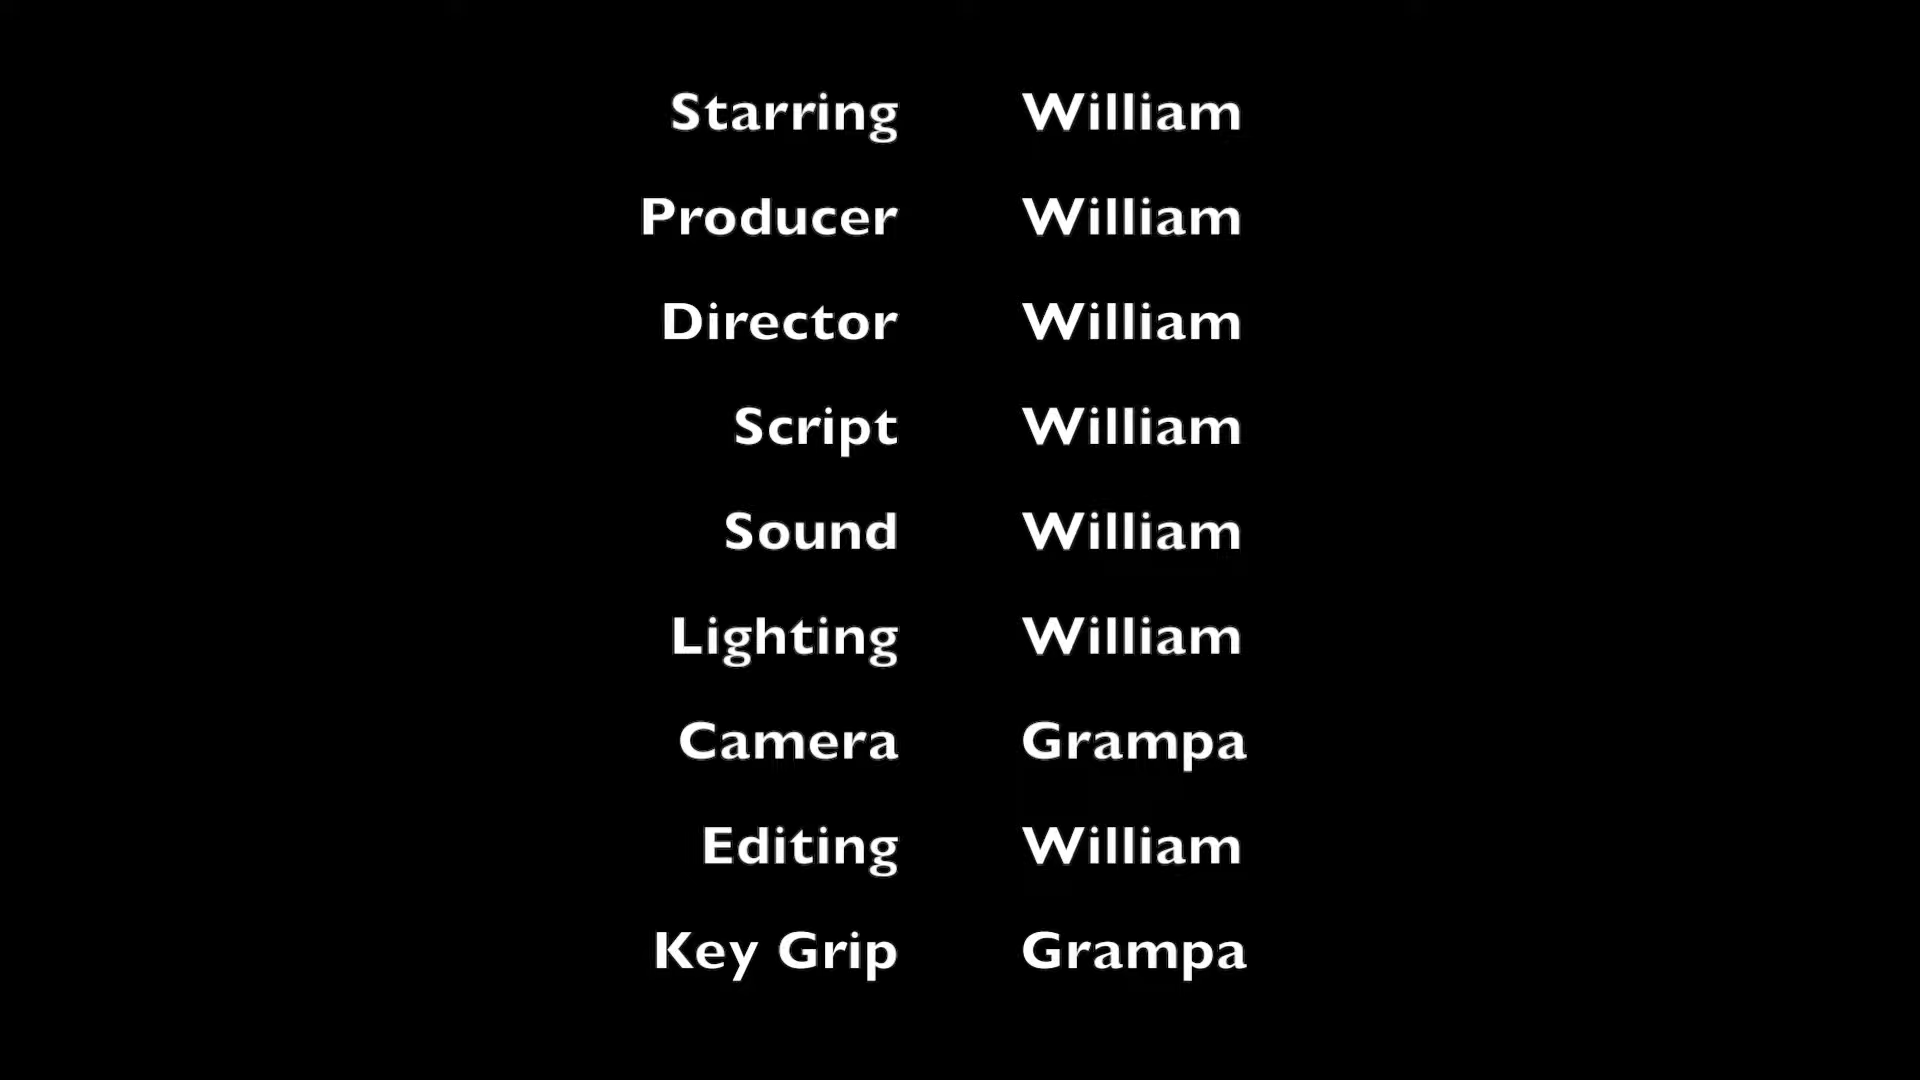 Starring William
Producer William
Director William
Script William
Sound William
Lighting William
Camera Grampa
Editing William
Key Grip Grampa